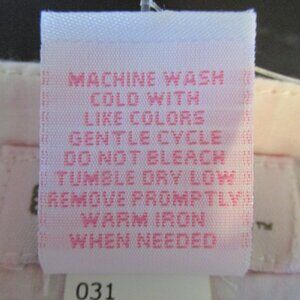 MACHINE WASH
COLD WITH
LIKE COLORS
GENTLE CYCLE
DO NOT BLEACH
TUMBLE DRY LOW
REMOVE PROMPTLY
WARM IRON
WHEN NEEDED
™
031